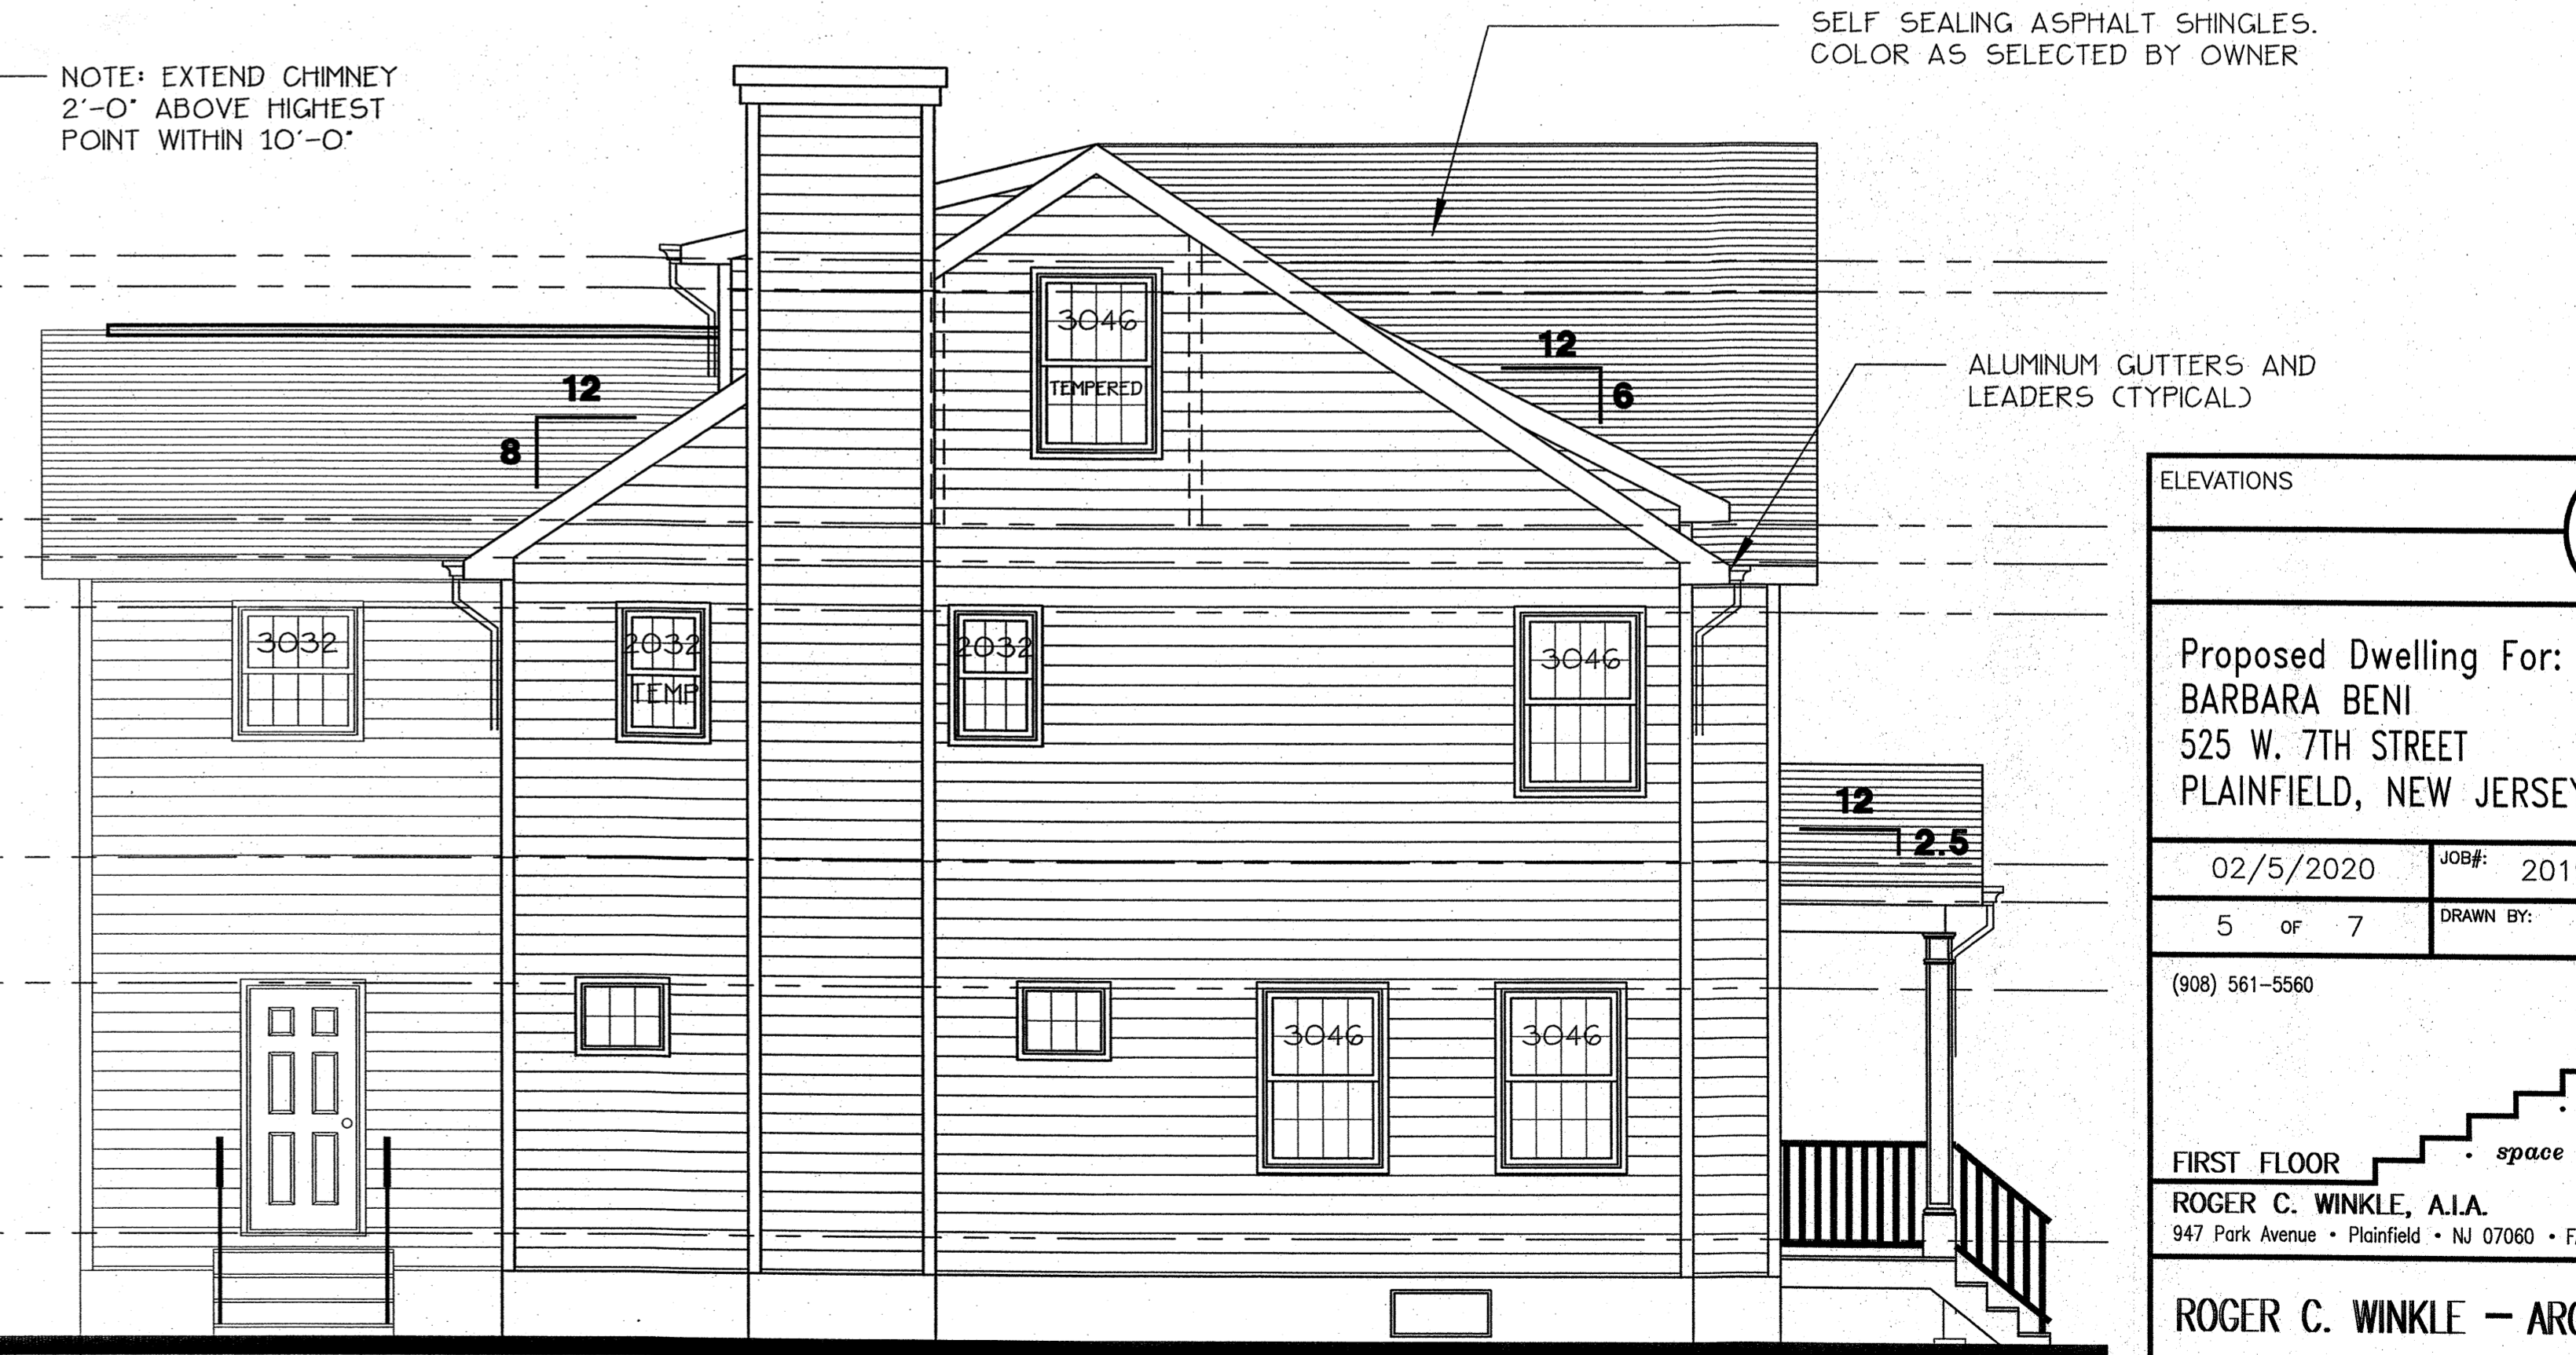 NOTE: EXTEND CHIMNEY
2'-0" ABOVE HIGHEST
POINT WITHIN 10'-0"
SELF SEALING ASPHALT SHINGLES.
COLOR AS SELECTED BY OWNER
3046
TEMPERED
12
6
12
8
ALUMINUM GUTTERS AND
LEADERS (TYPICAL)
3032
2032
TEMP
2032
3046
12
2.5
3046
3046
ELEVATIONS
Proposed Dwelling For:
BARBARA BENI
525 W. 7TH STREET
PLAINFIELD, NEW JERSEY
02/5/2020
JOB#: 201
5 OF 7
DRAWN BY:
(908) 561-5560
space
FIRST FLOOR
ROGER C. WINKLE, A.I.A.
947 Park Avenue • Plainfield • NJ 07060 •
ROGER C. WINKLE –